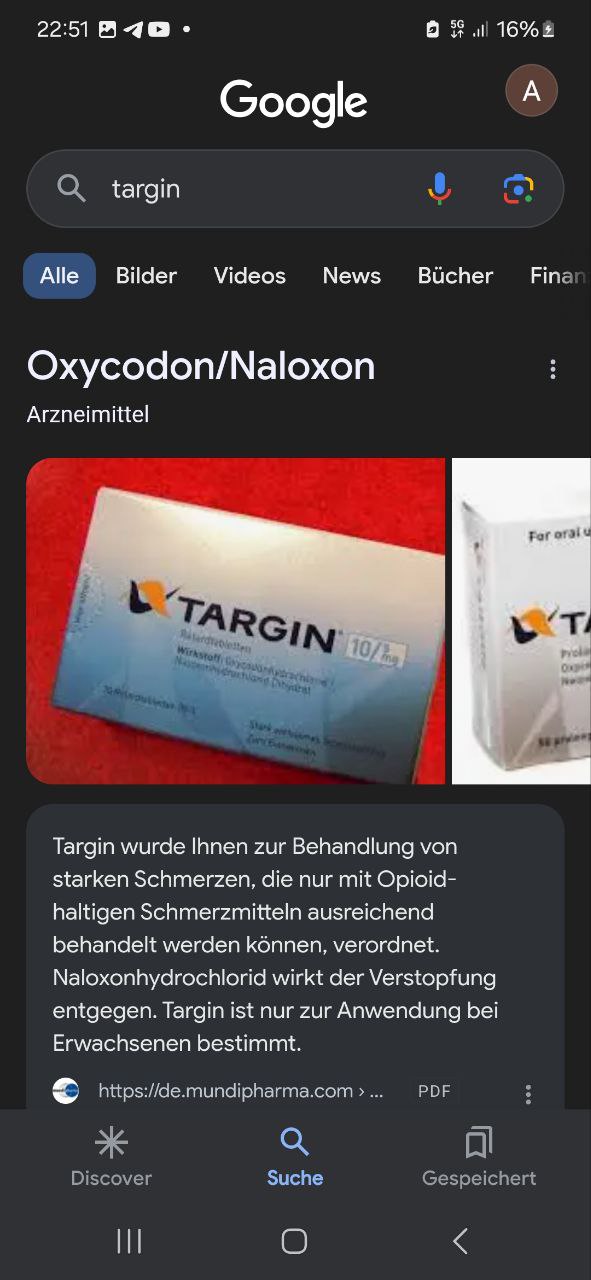 22:51
5G
16%
Google
A
targin
Alle Bilder Videos News Bücher Finan
Oxycodon/Naloxon
Arzneimittel
TARGIN 10/5 mg
Retardtabletten
Wirkstoff: Oxycodonhydrochlorid /
Naloxonhydrochlorid Dihydrat
For oral u
TA
Targin wurde Ihnen zur Behandlung von
starken Schmerzen, die nur mit Opioid-
haltigen Schmerzmitteln ausreichend
behandelt werden können, verordnet.
Naloxonhydrochlorid wirkt der Verstopfung
entgegen. Targin ist nur zur Anwendung bei
Erwachsenen bestimmt.
https://de.mundipharma.com › ... PDF
Discover Suche Gespeichert